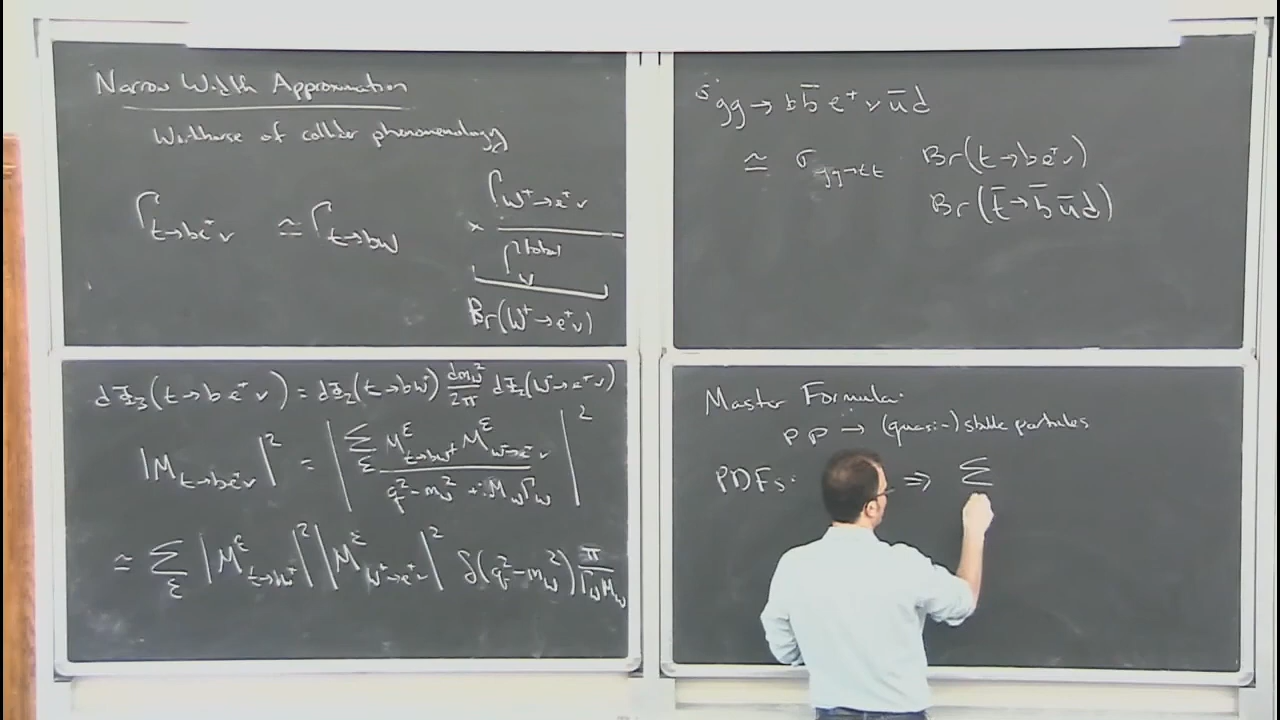 Narrow Width Approximation
Workhorse of collider phenomenology
Γ_{t→be⁺ν} ≅ Γ_{t→bW} × Γ_{W⁺→e⁺ν} / Γ_W^{total}
Br(W⁺→e⁺ν)
dΦ₃(t→be⁺ν) = dΦ₂(t→bW⁺) dm_W²/2π dΦ₂(W⁺→e⁺ν)
|M_{t→be⁺ν}|² = |Σ_ε M^ε_{t→bW⁺} M^ε_{W⁺→e⁺ν} / (q² - m_W² + i M_W Γ_W)|²
≅ Σ_ε |M^ε_{t→bW⁺}|² |M^ε_{W⁺→e⁺ν}|² δ(q² - m_W²) π/(Γ_W M_W)
σ_{gg→b b̄ e⁺ ν ū d}
≅ σ_{gg→tt} Br(t→be⁺ν)
Br(t̄→b̄ūd)
Master Formula:
pp → (quasi-)stable particles
PDFs: ⇒ Σ